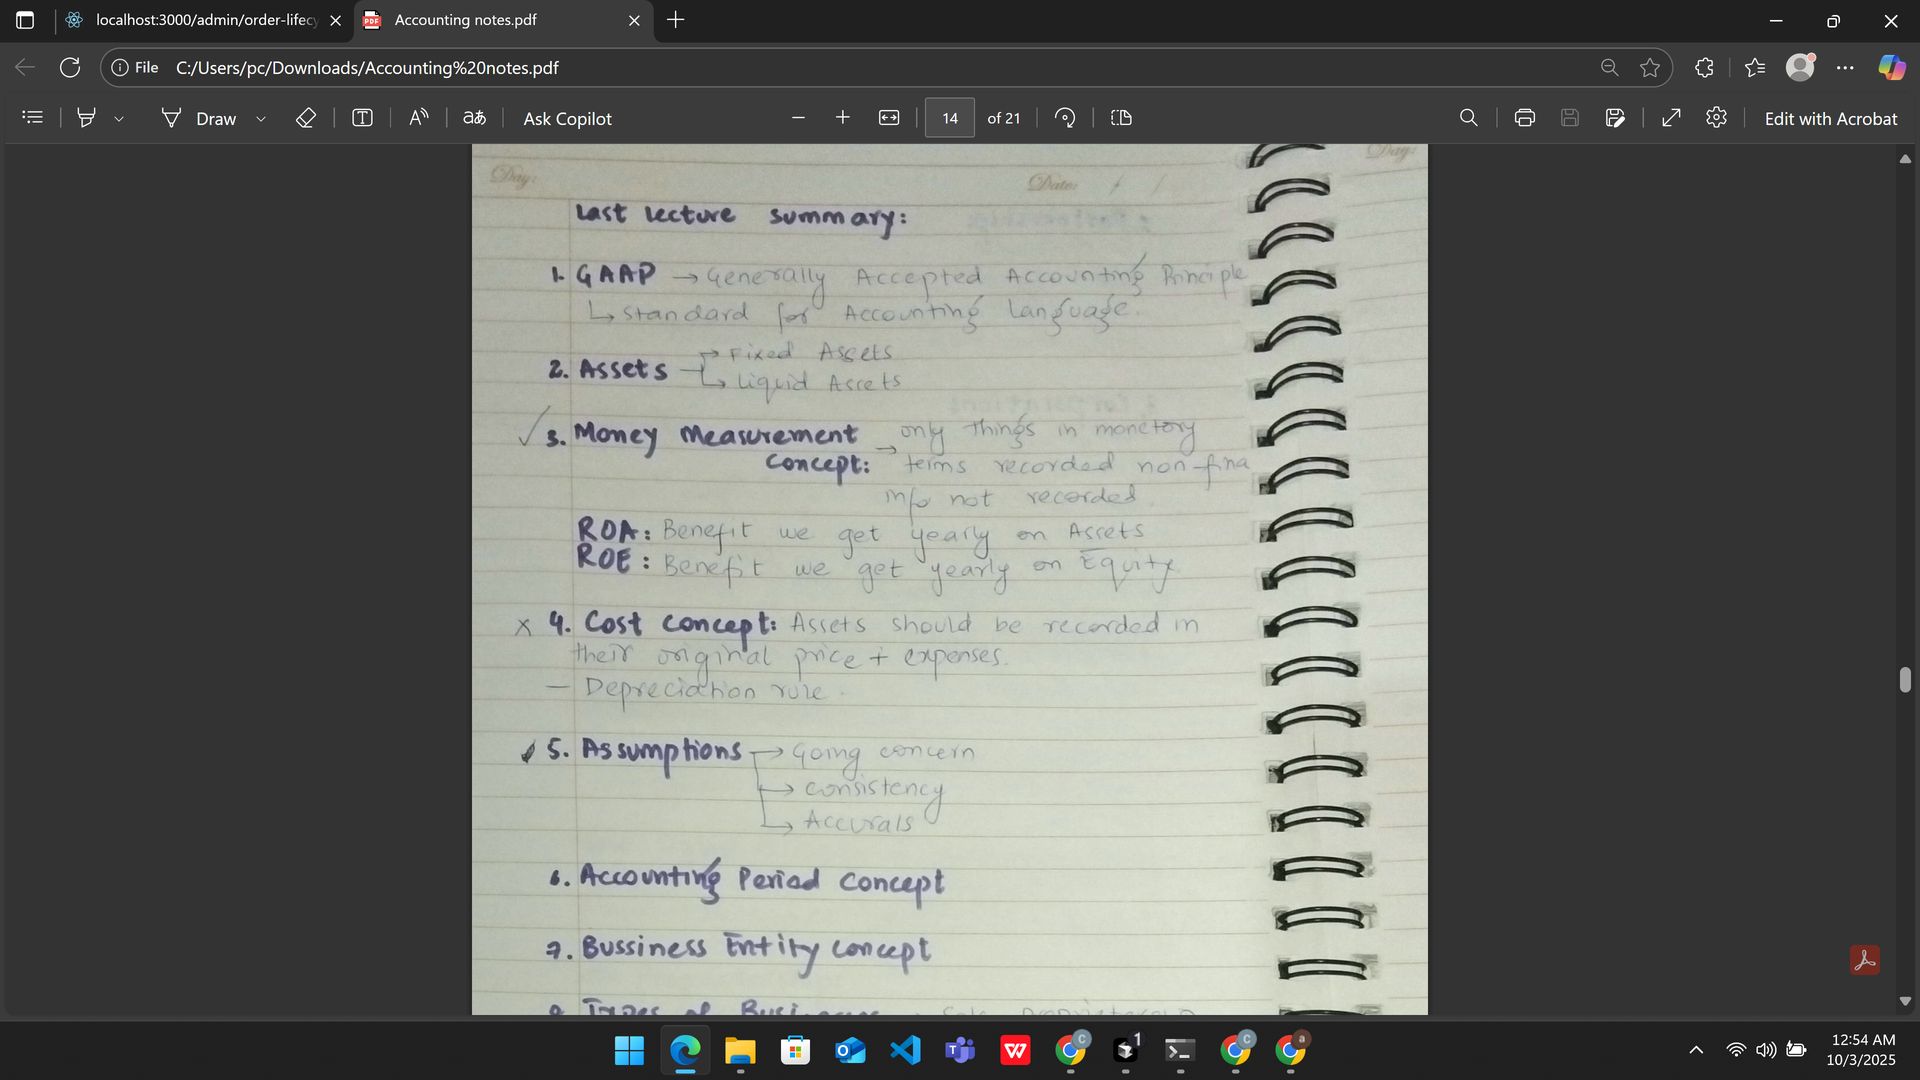 localhost:3000/admin/order-lifecy
Accounting notes.pdf
File C:/Users/pc/Downloads/Accounting%20notes.pdf
Draw
aあ
Ask Copilot
14 of 21
Edit with Acrobat
Day:
Date: / /
Day:
Last lecture summary:
1. GAAP → Generally Accepted Accounting Principle
↳ Standard for Accounting Language.
2. Assets → Fixed Assets
↳ Liquid Assets
✓ 3. Money Measurement → only things in monetory
Concept: terms recorded non-fina
info not recorded.
ROA: Benefit we get yearly on Assets
ROE: Benefit we get yearly on Equity
× 4. Cost concept: Assets should be recorded in
their original price + expenses.
— Depreciation rule.
5. Assumptions → Going concern
→ consistency
↳ Accurals
6. Accounting Period Concept
7. Bussiness Entity concept
Types of
12:54 AM
10/3/2025